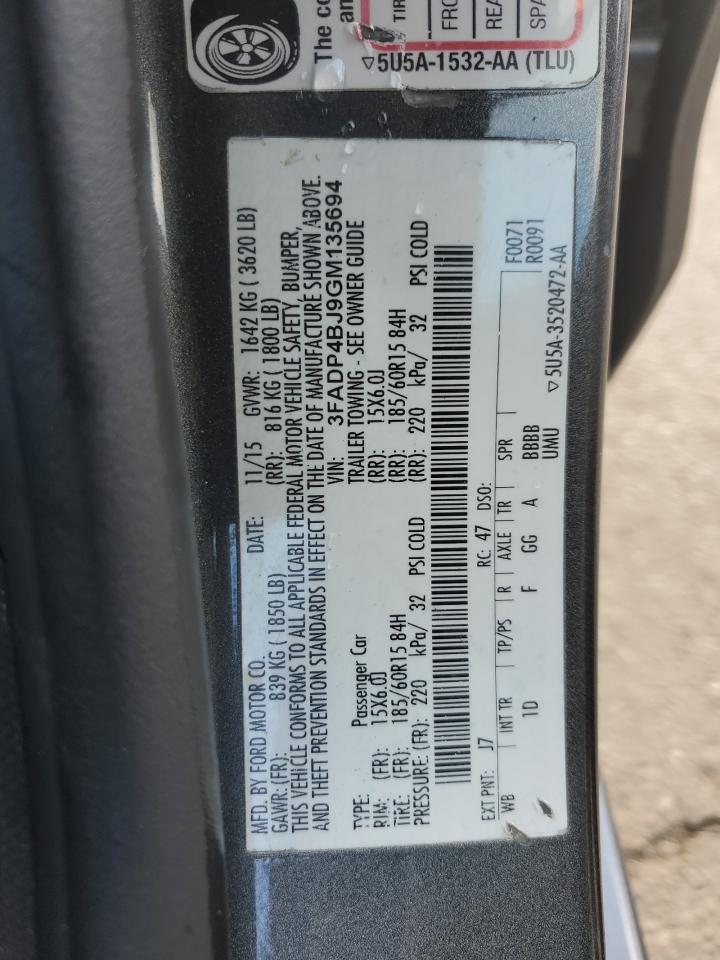 The co
an
TIR
FRO
REA
SPA
▽5U5A-1532-AA (TLU)
MFD. BY FORD MOTOR CO. DATE: 11/15 GVWR: 1642 KG ( 3620 LB)
GAWR: (FR): 839 KG ( 1850 LB) (RR): 816 KG ( 1800 LB)
THIS VEHICLE CONFORMS TO ALL APPLICABLE FEDERAL MOTOR VEHICLE SAFETY, BUMPER,
AND THEFT PREVENTION STANDARDS IN EFFECT ON THE DATE OF MANUFACTURE SHOWN ABOVE.
VIN: 3FADP4BJ9GM135694
TYPE: Passenger Car TRAILER TOWING - SEE OWNER GUIDE
RIM: (FR): 15X6.0J (RR): 15X6.0J
TIRE: (FR): 185/60R15 84H (RR): 185/60R15 84H
PRESSURE: (FR): 220 kPa/ 32 PSI COLD (RR): 220 kPa/ 32 PSI COLD
EXT PNT: J7 RC: 47 DSO: F0071
WB INT TR TP/PS R AXLE TR SPR R0091
1D F GG A BBBB
UMU ▽5U5A-3520472-AA